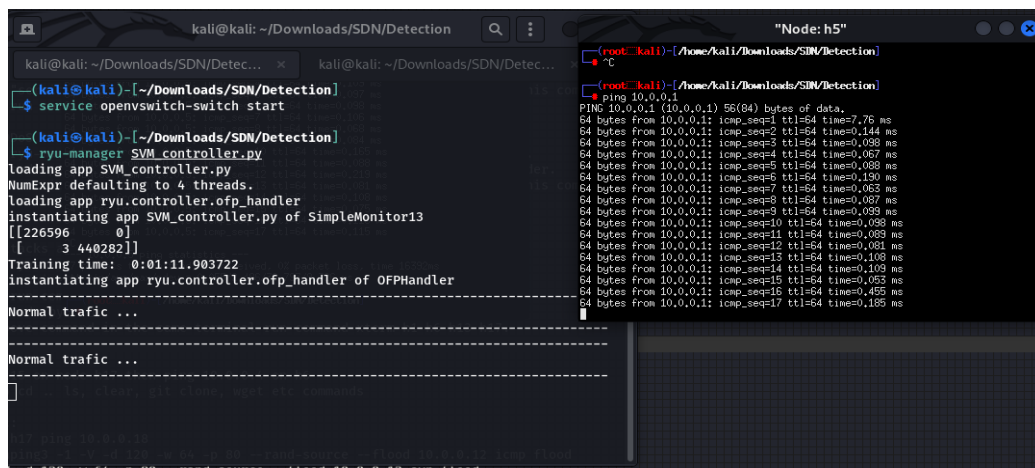 kali@kali: ~/Downloads/SDN/Detection
kali@kali: ~/Downloads/SDN/Detec... ×
kali@kali: ~/Downloads/SDN/Detec... ×
(kali㉿kali)-[~/Downloads/SDN/Detection]
$ service openvswitch-switch start
(kali㉿kali)-[~/Downloads/SDN/Detection]
$ ryu-manager SVM_controller.py
loading app SVM_controller.py
NumExpr defaulting to 4 threads.
loading app ryu.controller.ofp_handler
instantiating app SVM_controller.py of SimpleMonitor13
[[226596 0]
[ 3 440282]]
Training time: 0:01:11.903722
instantiating app ryu.controller.ofp_handler of OFPHandler
--------------------------------------------------------------------------------
Normal trafic ...
--------------------------------------------------------------------------------
--------------------------------------------------------------------------------
Normal trafic ...
--------------------------------------------------------------------------------
ls, clear, git clone, wget etc commands
h17 ping 10.0.0.18
"Node: h5"
(root kali)-[/home/kali/Downloads/SDN/Detection]
^C
(root kali)-[/home/kali/Downloads/SDN/Detection]
ping 10.0.0.1
PING 10.0.0.1 (10.0.0.1) 56(84) bytes of data.
64 bytes from 10.0.0.1: icmp_seq=1 ttl=64 time=7.76 ms
64 bytes from 10.0.0.1: icmp_seq=2 ttl=64 time=0.144 ms
64 bytes from 10.0.0.1: icmp_seq=3 ttl=64 time=0.098 ms
64 bytes from 10.0.0.1: icmp_seq=4 ttl=64 time=0.067 ms
64 bytes from 10.0.0.1: icmp_seq=5 ttl=64 time=0.088 ms
64 bytes from 10.0.0.1: icmp_seq=6 ttl=64 time=0.190 ms
64 bytes from 10.0.0.1: icmp_seq=7 ttl=64 time=0.063 ms
64 bytes from 10.0.0.1: icmp_seq=8 ttl=64 time=0.087 ms
64 bytes from 10.0.0.1: icmp_seq=9 ttl=64 time=0.099 ms
64 bytes from 10.0.0.1: icmp_seq=10 ttl=64 time=0.098 ms
64 bytes from 10.0.0.1: icmp_seq=11 ttl=64 time=0.089 ms
64 bytes from 10.0.0.1: icmp_seq=12 ttl=64 time=0.081 ms
64 bytes from 10.0.0.1: icmp_seq=13 ttl=64 time=0.108 ms
64 bytes from 10.0.0.1: icmp_seq=14 ttl=64 time=0.109 ms
64 bytes from 10.0.0.1: icmp_seq=15 ttl=64 time=0.053 ms
64 bytes from 10.0.0.1: icmp_seq=16 ttl=64 time=0.455 ms
64 bytes from 10.0.0.1: icmp_seq=17 ttl=64 time=0.185 ms